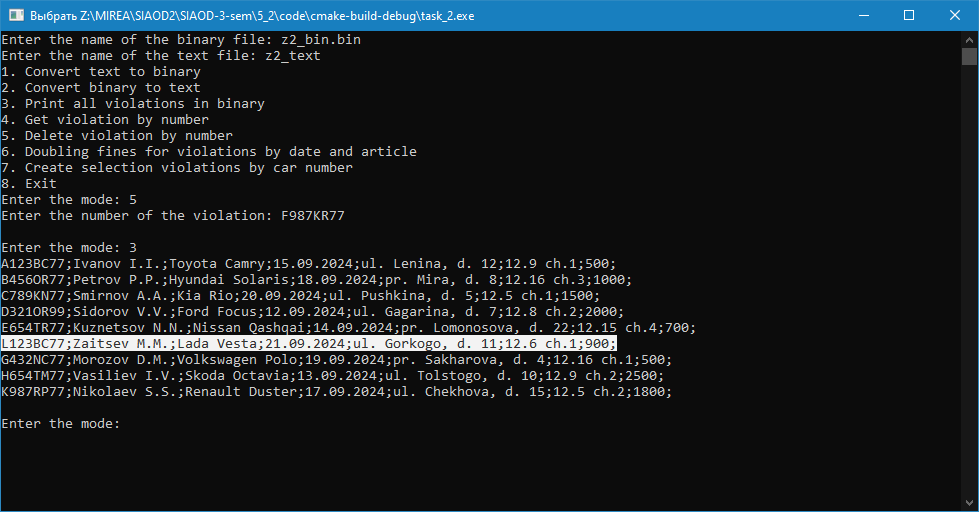 Выбрать Z:\MIREA\SIAOD2\SIAOD-3-sem\5_2\code\cmake-build-debug\task_2.exe
Enter the name of the binary file: z2_bin.bin
Enter the name of the text file: z2_text
1. Convert text to binary
2. Convert binary to text
3. Print all violations in binary
4. Get violation by number
5. Delete violation by number
6. Doubling fines for violations by date and article
7. Create selection violations by car number
8. Exit
Enter the mode: 5
Enter the number of the violation: F987KR77
Enter the mode: 3
A123BC77;Ivanov I.I.;Toyota Camry;15.09.2024;ul. Lenina, d. 12;12.9 ch.1;500;
B456OR77;Petrov P.P.;Hyundai Solaris;18.09.2024;pr. Mira, d. 8;12.16 ch.3;1000;
C789KN77;Smirnov A.A.;Kia Rio;20.09.2024;ul. Pushkina, d. 5;12.5 ch.1;1500;
D321OR99;Sidorov V.V.;Ford Focus;12.09.2024;ul. Gagarina, d. 7;12.8 ch.2;2000;
E654TR77;Kuznetsov N.N.;Nissan Qashqai;14.09.2024;pr. Lomonosova, d. 22;12.15 ch.4;700;
L123BC77;Zaitsev M.M.;Lada Vesta;21.09.2024;ul. Gorkogo, d. 11;12.6 ch.1;900;
G432NC77;Morozov D.M.;Volkswagen Polo;19.09.2024;pr. Sakharova, d. 4;12.16 ch.1;500;
H654TM77;Vasiliev I.V.;Skoda Octavia;13.09.2024;ul. Tolstogo, d. 10;12.9 ch.2;2500;
K987RP77;Nikolaev S.S.;Renault Duster;17.09.2024;ul. Chekhova, d. 15;12.5 ch.2;1800;
Enter the mode: